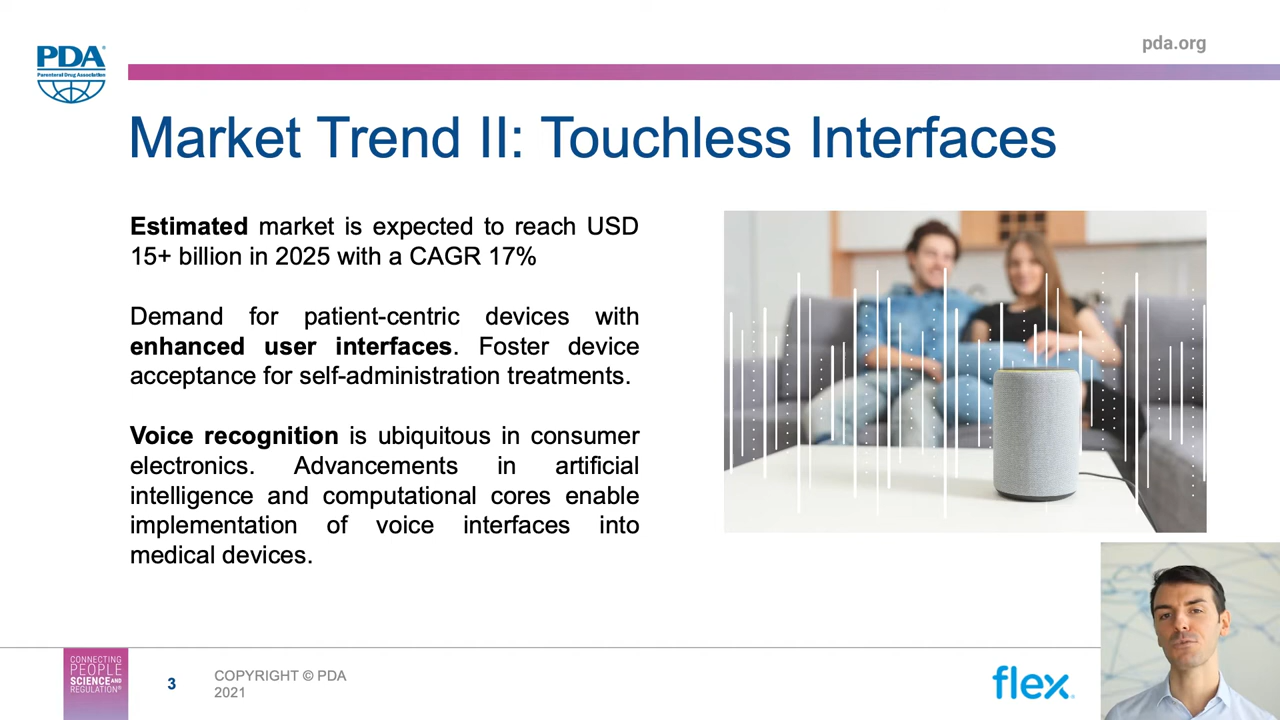 pda.org
PDA®
Parenteral Drug Association
Market Trend II: Touchless Interfaces
Estimated market is expected to reach USD
15+ billion in 2025 with a CAGR 17%
Demand for patient-centric devices with
enhanced user interfaces. Foster device
acceptance for self-administration treatments.
Voice recognition is ubiquitous in consumer
electronics. Advancements in artificial
intelligence and computational cores enable
implementation of voice interfaces into
medical devices.
CONNECTING
PEOPLE
SCIENCE AND
REGULATION®
3
COPYRIGHT © PDA
2021
flex